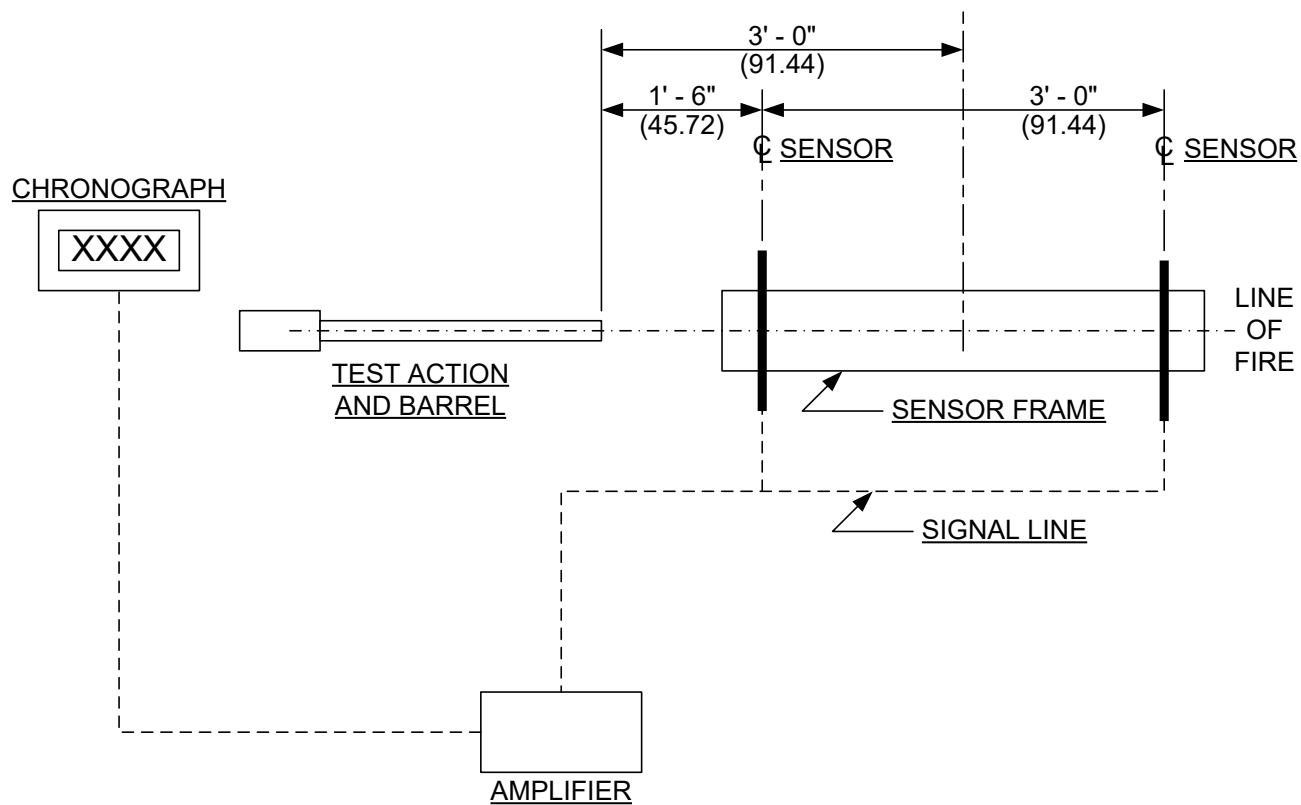 3' - 0"
(91.44)
1' - 6"
(45.72)
3' - 0"
(91.44)
℄ SENSOR
℄ SENSOR
CHRONOGRAPH
XXXX
LINE
OF
FIRE
TEST ACTION
AND BARREL
SENSOR FRAME
SIGNAL LINE
AMPLIFIER